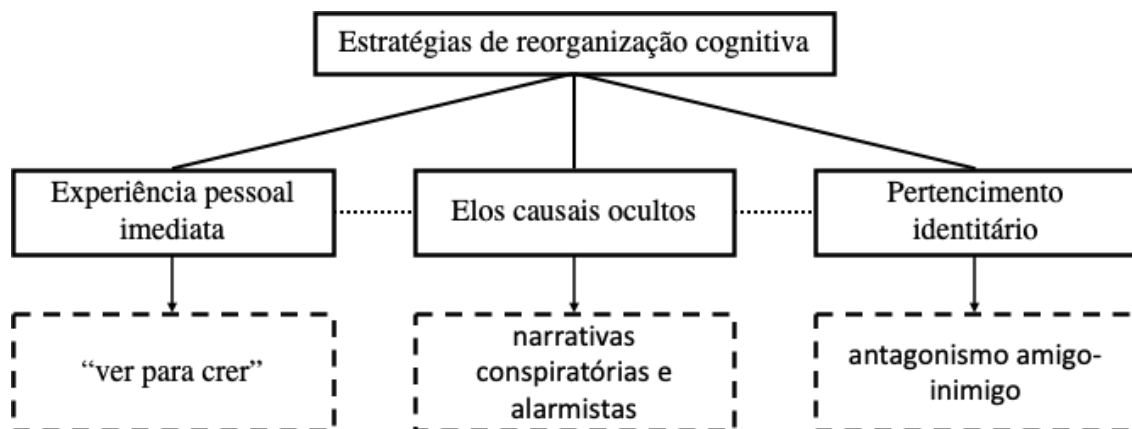 Estratégias de reorganização cognitiva
Experiência pessoal
imediata
Elos causais ocultos
Pertencimento
identitário
“ver para crer”
narrativas
conspiratórias e
alarmistas
antagonismo amigo-
inimigo